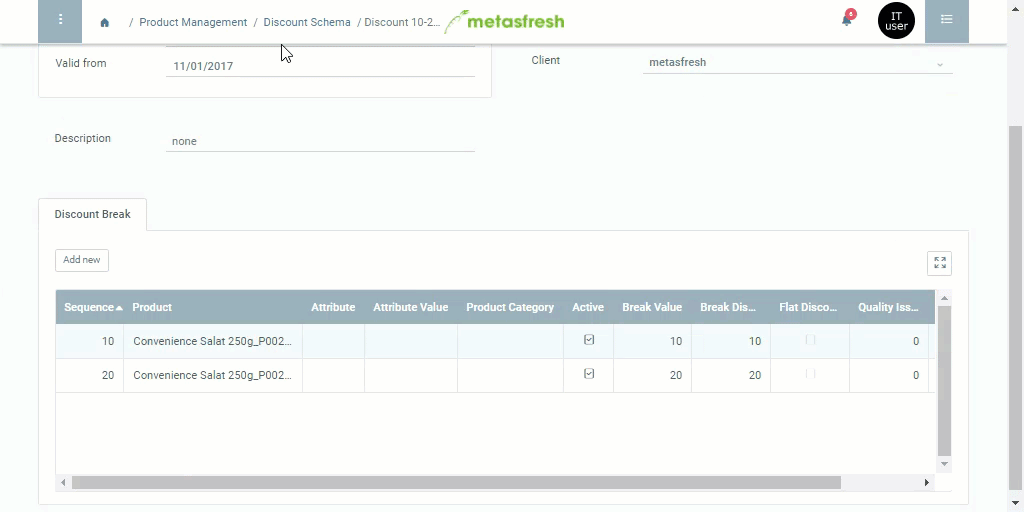 / Product Management / Discount Schema / Discount 10-2...
metasfresh
6
IT user
Valid from
11/01/2017
Client
metasfresh
Description
none
Discount Break
Add new
Sequence Product Attribute Attribute Value Product Category Active Break Value Break Dis... Flat Disco... Quality Iss...
10 Convenience Salat 250g_P002... 10 10 0
20 Convenience Salat 250g_P002... 20 20 0